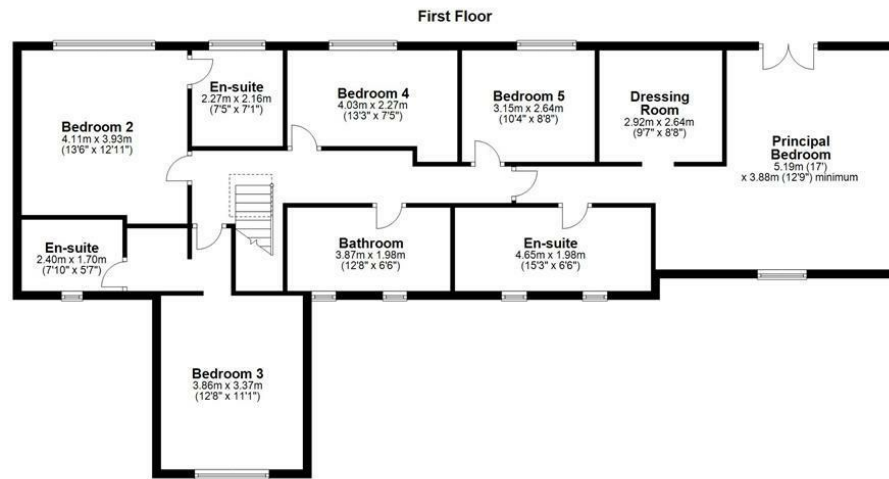 First Floor
Bedroom 2
4.11m x 3.93m
(13'6" x 12'11")
En-suite
2.27m x 2.16m
(7'5" x 7'1")
Bedroom 4
4.03m x 2.27m
(13'3" x 7'5")
Bedroom 5
3.15m x 2.64m
(10'4" x 8'8")
Dressing
Room
2.92m x 2.64m
(9'7" x 8'8")
Principal
Bedroom
5.19m (17')
x 3.88m (12'9") minimum
En-suite
2.40m x 1.70m
(7'10" x 5'7")
Bathroom
3.87m x 1.98m
(12'8" x 6'6")
En-suite
4.65m x 1.98m
(15'3" x 6'6")
Bedroom 3
3.86m x 3.37m
(12'8" x 11'1")